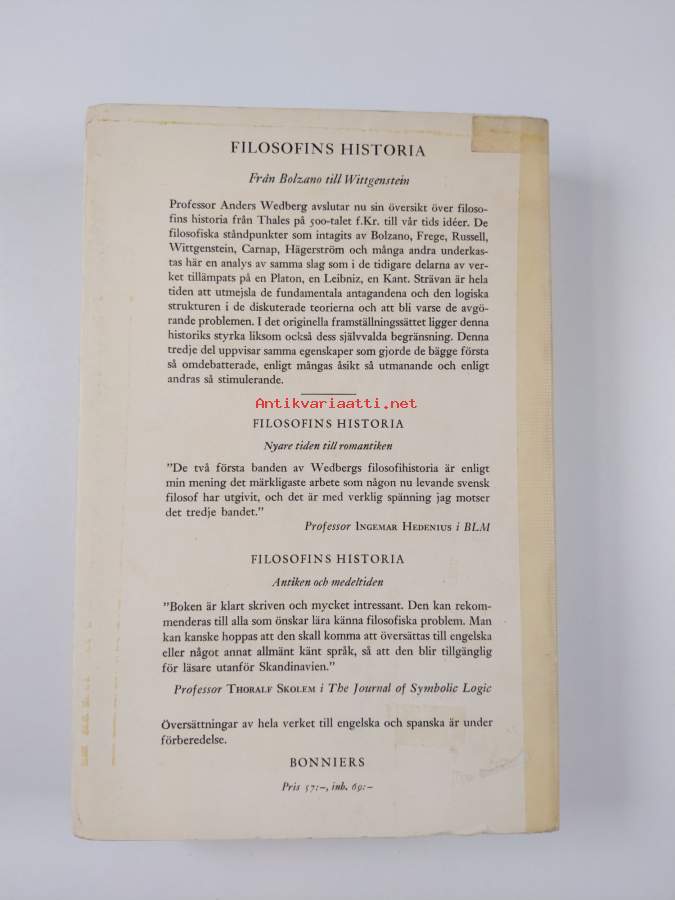 FILOSOFINS HISTORIA
Från Bolzano till Wittgenstein
Professor Anders Wedberg avslutar nu sin översikt över filoso-
fins historia från Thales på 500-talet f.Kr. till vår tids idéer. De
filosofiska ståndpunkter som intagits av Bolzano, Frege, Russell,
Wittgenstein, Carnap, Hägerström och många andra underkas-
tas här en analys av samma slag som i de tidigare delarna av ver-
ket tillämpats på en Platon, en Leibniz, en Kant. Strävan är hela
tiden att utmejsla de fundamentala antagandena och den logiska
strukturen i de diskuterade teorierna och att bli varse de avgö-
rande problemen. I det originella framställningssättet ligger denna
historiks styrka liksom också dess självvalda begränsning. Denna
tredje del uppvisar samma egenskaper som gjorde de bägge första
så omdebatterade, enligt mångas åsikt så utmanande och enligt
andras så stimulerande.
Antikvariaatti.net
FILOSOFINS HISTORIA
Nyare tiden till romantiken
"De två första banden av Wedbergs filosofihistoria är enligt
min mening det märkligaste arbete som någon nu levande svensk
filosof har utgivit, och det är med verklig spänning jag motser
det tredje bandet."
Professor INGEMAR HEDENIUS i BLM
FILOSOFINS HISTORIA
Antiken och medeltiden
"Boken är klart skriven och mycket intressant. Den kan rekom-
menderas till alla som önskar lära känna filosofiska problem. Man
kan kanske hoppas att den skall komma att översättas till engelska
eller något annat allmänt känt språk, så att den blir tillgänglig
för läsare utanför Skandinavien."
Professor THORALF SKOLEM i The Journal of Symbolic Logic
Översättningar av hela verket till engelska och spanska är under
förberedelse.
BONNIERS
Pris 57:–, inb. 69:–